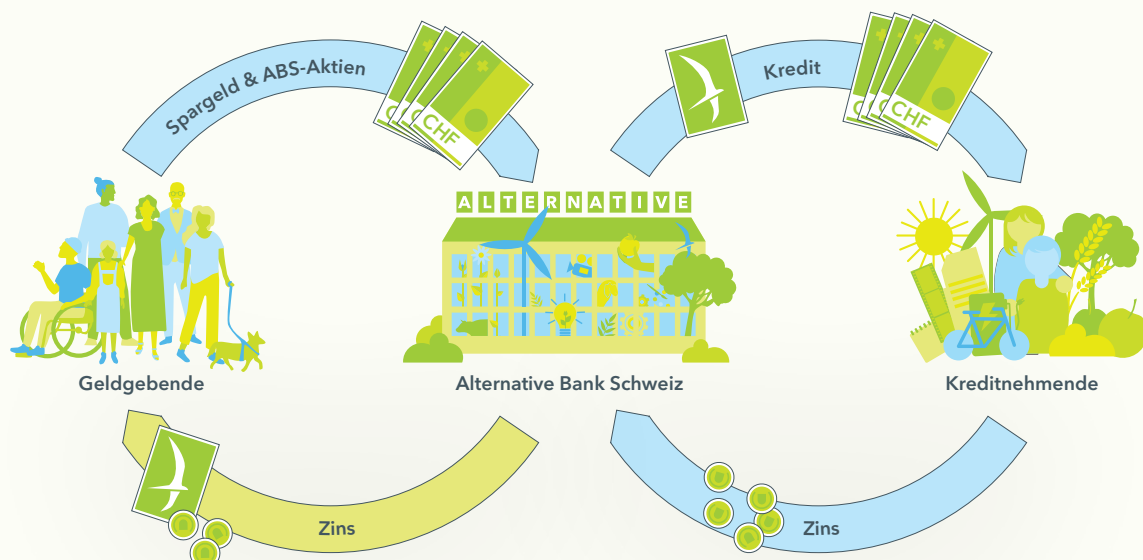 Spargeld & ABS-Aktien
CHF
Kredit
CHF
ALTERNATIVE
Geldgebende
Alternative Bank Schweiz
Kreditnehmende
Zins
Zins